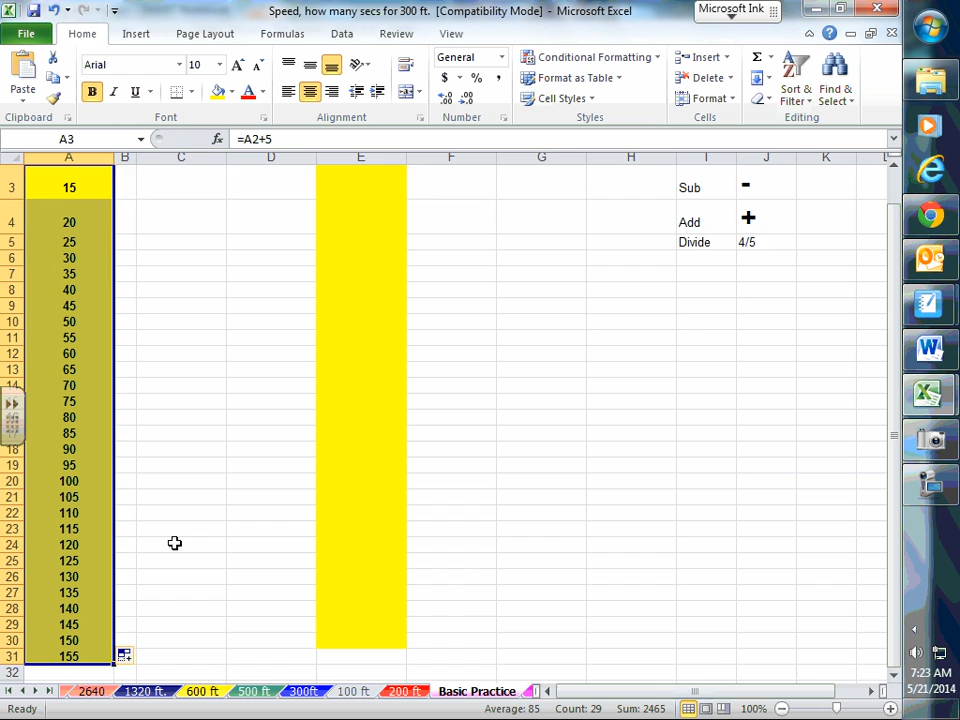 Speed, how many secs for 300 ft. [Compatibility Mode] - Microsoft Excel
Microsoft Ink
File Home Insert Page Layout Formulas Data Review View
Paste
Arial 10
B I U A
General
$ % ,
Conditional Formatting
Format as Table
Cell Styles
Insert
Delete
Format
Sort & Filter
Find & Select
Clipboard Font Alignment Number Styles Cells Editing
A3 fx =A2+5
A B C D E F G H I J K
3 15 Sub -
4 20 Add +
5 25 Divide 4/5
6 30
7 35
8 40
9 45
10 50
11 55
12 60
13 65
14 70
75
80
85
18 90
19 95
20 100
21 105
22 110
23 115
24 120
25 125
26 130
27 135
28 140
29 145
30 150
31 155
32
2640 1320 ft. 600 ft 500 ft 300ft 100 ft 200 ft Basic Practice
Ready Average: 85 Count: 29 Sum: 2465 100%
7:23 AM
5/21/2014